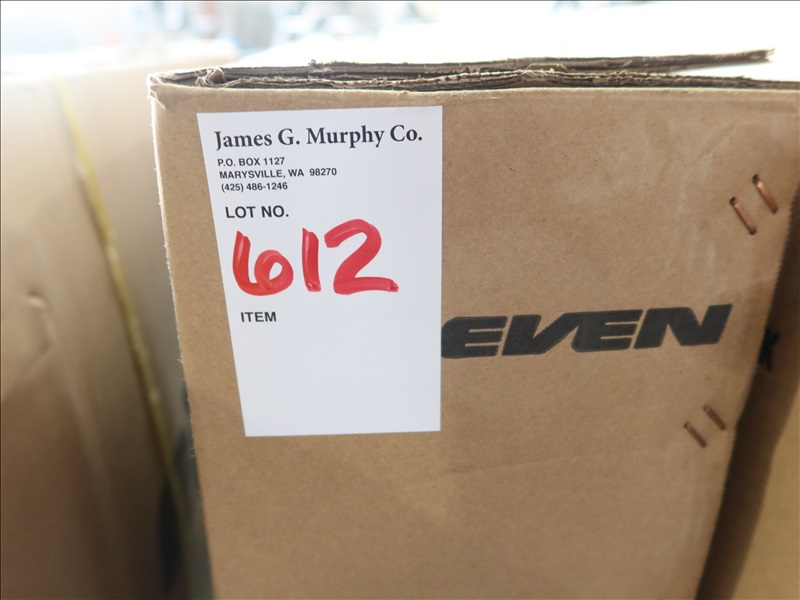 James G. Murphy Co.
P.O. BOX 1127
MARYSVILLE, WA 98270
(425) 486-1246
LOT NO.
612
EVEN
ITEM